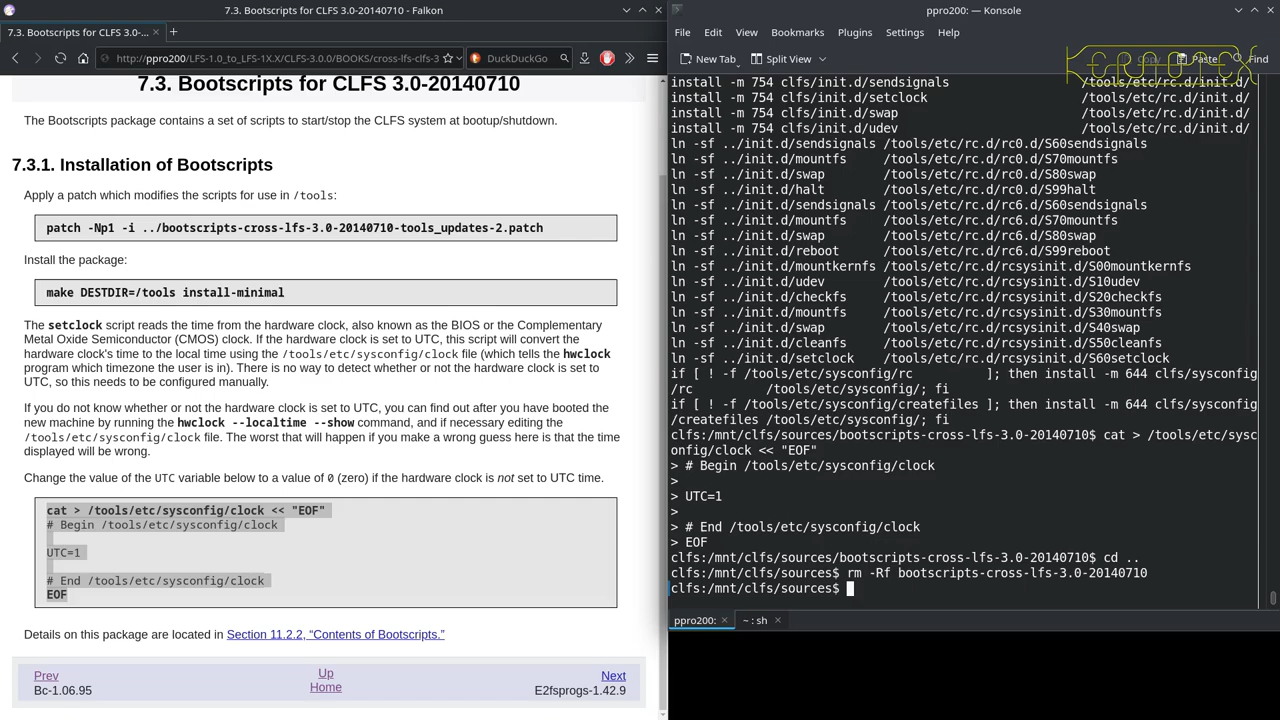 7.3. Bootscripts for CLFS 3.0-20140710 - Falkon
7.3. Bootscripts for CLFS 3.0-...
http://ppro200/LFS-1.0_to_LFS-1X.X/CLFS-3.0.0/BOOKS/cross-lfs-clfs-3
DuckDuckGo
7.3. Bootscripts for CLFS 3.0-20140710
The Bootscripts package contains a set of scripts to start/stop the CLFS system at bootup/shutdown.
7.3.1. Installation of Bootscripts
Apply a patch which modifies the scripts for use in /tools:
patch -Np1 -i ../bootscripts-cross-lfs-3.0-20140710-tools_updates-2.patch
Install the package:
make DESTDIR=/tools install-minimal
The setclock script reads the time from the hardware clock, also known as the BIOS or the Complementary
Metal Oxide Semiconductor (CMOS) clock. If the hardware clock is set to UTC, this script will convert the
hardware clock's time to the local time using the /tools/etc/sysconfig/clock file (which tells the hwclock
program which timezone the user is in). There is no way to detect whether or not the hardware clock is set to
UTC, so this needs to be configured manually.
If you do not know whether or not the hardware clock is set to UTC, you can find out after you have booted the
new machine by running the hwclock --localtime --show command, and if necessary editing the
/tools/etc/sysconfig/clock file. The worst that will happen if you make a wrong guess here is that the time
displayed will be wrong.
Change the value of the UTC variable below to a value of 0 (zero) if the hardware clock is not set to UTC time.
cat > /tools/etc/sysconfig/clock << "EOF"
# Begin /tools/etc/sysconfig/clock
UTC=1
# End /tools/etc/sysconfig/clock
EOF
Details on this package are located in Section 11.2.2, “Contents of Bootscripts.”
Prev Up Next
Bc-1.06.95 Home E2fsprogs-1.42.9
ppro200: — Konsole
File Edit View Bookmarks Plugins Settings Help
New Tab Split View Copy Paste Find
Kernotex
install -m 754 clfs/init.d/sendsignals /tools/etc/rc.d/init.d/
install -m 754 clfs/init.d/setclock /tools/etc/rc.d/init.d/
install -m 754 clfs/init.d/swap /tools/etc/rc.d/init.d/
install -m 754 clfs/init.d/udev /tools/etc/rc.d/init.d/
ln -sf ../init.d/sendsignals /tools/etc/rc.d/rc0.d/S60sendsignals
ln -sf ../init.d/mountfs /tools/etc/rc.d/rc0.d/S70mountfs
ln -sf ../init.d/swap /tools/etc/rc.d/rc0.d/S80swap
ln -sf ../init.d/halt /tools/etc/rc.d/rc0.d/S99halt
ln -sf ../init.d/sendsignals /tools/etc/rc.d/rc6.d/S60sendsignals
ln -sf ../init.d/mountfs /tools/etc/rc.d/rc6.d/S70mountfs
ln -sf ../init.d/swap /tools/etc/rc.d/rc6.d/S80swap
ln -sf ../init.d/reboot /tools/etc/rc.d/rc6.d/S99reboot
ln -sf ../init.d/mountkernfs /tools/etc/rc.d/rcsysinit.d/S00mountkernfs
ln -sf ../init.d/udev /tools/etc/rc.d/rcsysinit.d/S10udev
ln -sf ../init.d/checkfs /tools/etc/rc.d/rcsysinit.d/S20checkfs
ln -sf ../init.d/mountfs /tools/etc/rc.d/rcsysinit.d/S30mountfs
ln -sf ../init.d/swap /tools/etc/rc.d/rcsysinit.d/S40swap
ln -sf ../init.d/cleanfs /tools/etc/rc.d/rcsysinit.d/S50cleanfs
ln -sf ../init.d/setclock /tools/etc/rc.d/rcsysinit.d/S60setclock
if [ ! -f /tools/etc/sysconfig/rc ]; then install -m 644 clfs/sysconfig
/rc /tools/etc/sysconfig/; fi
if [ ! -f /tools/etc/sysconfig/createfiles ]; then install -m 644 clfs/sysconfig
/createfiles /tools/etc/sysconfig/; fi
clfs:/mnt/clfs/sources/bootscripts-cross-lfs-3.0-20140710$ cat > /tools/etc/sysc
onfig/clock << "EOF"
> # Begin /tools/etc/sysconfig/clock
>
> UTC=1
>
> # End /tools/etc/sysconfig/clock
> EOF
clfs:/mnt/clfs/sources/bootscripts-cross-lfs-3.0-20140710$ cd ..
clfs:/mnt/clfs/sources$ rm -Rf bootscripts-cross-lfs-3.0-20140710
clfs:/mnt/clfs/sources$
ppro200: ~ : sh